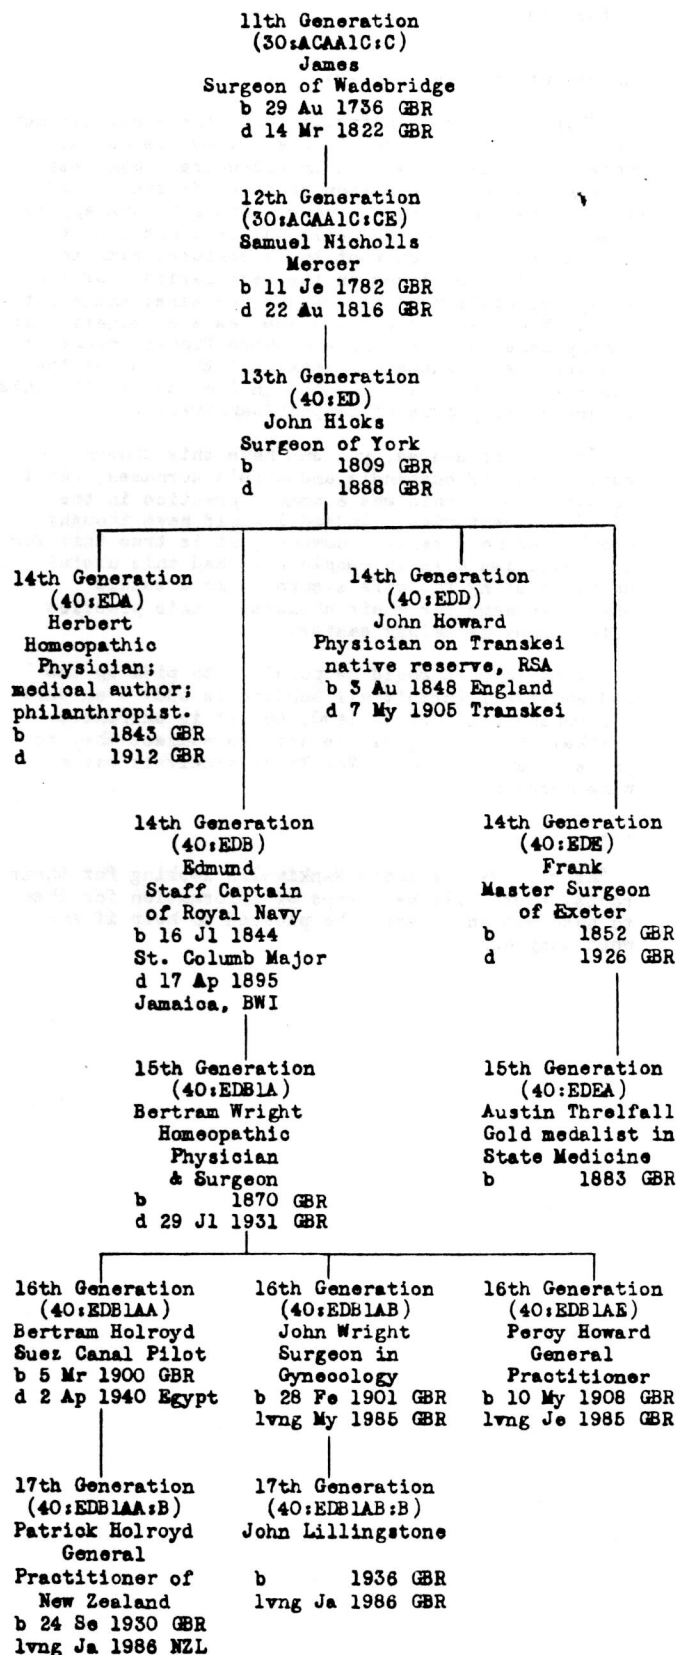 11th Generation
(30:ACAA1C:C)
James
Surgeon of Wadebridge
b 29 Au 1736 GBR
d 14 Mr 1822 GBR
12th Generation
(30:ACAA1C:CE)
Samuel Nicholls
Mercer
b 11 Je 1782 GBR
d 22 Au 1816 GBR
13th Generation
(40:ED)
John Hicks
Surgeon of York
b 1809 GBR
d 1888 GBR
14th Generation
(40:EDA)
Herbert
Homeopathic
Physician;
medical author;
philanthropist.
b 1843 GBR
d 1912 GBR
14th Generation
(40:EDD)
John Howard
Physician on Transkei
native reserve, RSA
b 3 Au 1848 England
d 7 My 1905 Transkei
14th Generation
(40:EDB)
Edmund
Staff Captain
of Royal Navy
b 16 Jl 1844
St. Columb Major
d 17 Ap 1895
Jamaica, BWI
14th Generation
(40:EDE)
Frank
Master Surgeon
of Exeter
b 1852 GBR
d 1926 GBR
15th Generation
(40:EDB1A)
Bertram Wright
Homeopathic
Physician
& Surgeon
b 1870 GBR
d 29 Jl 1931 GBR
15th Generation
(40:EDEA)
Austin Threlfall
Gold medalist in
State Medicine
b 1883 GBR
16th Generation
(40:EDB1AA)
Bertram Holroyd
Suez Canal Pilot
b 5 Mr 1900 GBR
d 2 Ap 1940 Egypt
16th Generation
(40:EDB1AB)
John Wright
Surgeon in
Gynecology
b 28 Fe 1901 GBR
lvng My 1985 GBR
16th Generation
(40:EDB1AE)
Percy Howard
General
Practitioner
b 10 My 1908 GBR
lvng Je 1985 GBR
17th Generation
(40:EDB1AA:B)
Patrick Holroyd
General
Practitioner of
New Zealand
b 24 Se 1930 GBR
lvng Ja 1986 NZL
17th Generation
(40:EDB1AB:B)
John Lillingstone
b 1936 GBR
lvng Ja 1986 GBR